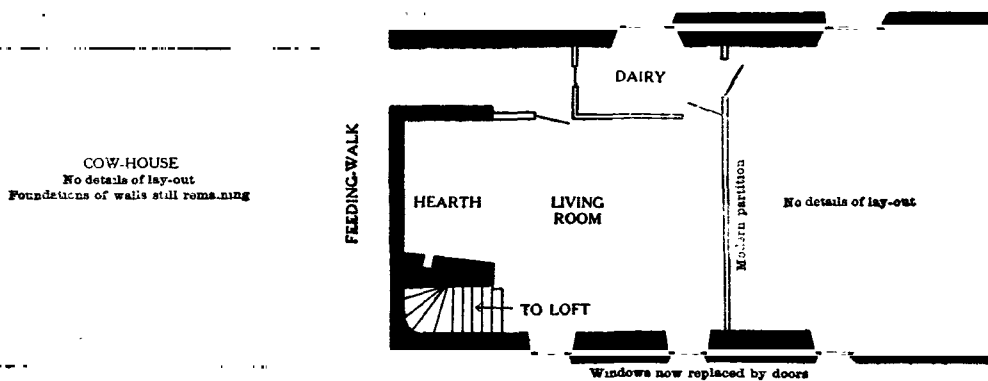 DAIRY
COW-HOUSE
No details of lay-out
Foundations of walls still remaining
FEEDING-WALK
HEARTH
LIVING
ROOM
Modern partition
No details of lay-out
TO LOFT
Windows now replaced by doors